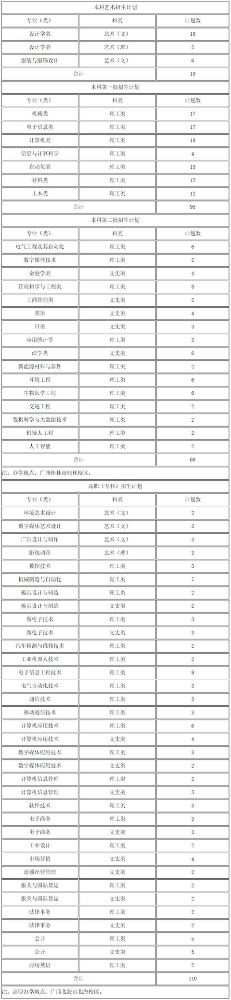 本科艺术招生计划
专业（类） 科类 计划数
设计学类 艺术（文） 10
设计学类 艺术（理） 2
服装与服饰设计 艺术（文） 6
合计 18
本科第一批招生计划
专业（类） 科类 计划数
机械类 理工类 17
电子信息类 理工类 17
计算机类 理工类 18
信息与计算科学 理工类 4
自动化类 理工类 15
材料类 理工类 12
土木类 理工类 12
合计 95
本科第二批招生计划
专业（类） 科类 计划数
电气工程及其自动化 理工类 6
数字媒体技术 理工类 2
金融学类 文史类 4
管理科学与工程类 理工类 8
工商管理类 文史类 2
英语 文史类 4
日语 文史类 3
应用统计学 理工类 3
法学类 文史类 6
新能源材料与器件 理工类 2
环境工程 理工类 6
生物医学工程 理工类 6
交通工程 理工类 2
数据科学与大数据技术 理工类 2
机器人工程 理工类 2
人工智能 理工类 2
合计 60
注：办学地点：广西桂林市桂林校区。
高职（专科）招生计划
专业（类） 科类 计划数
环境艺术设计 艺术（文） 2
数字媒体艺术设计 艺术（文） 3
广告设计与制作 艺术（文） 3
影视动画 艺术（理） 3
数控技术 理工类 3
机械制造与自动化 理工类 7
模具设计与制造 理工类 2
模具设计与制造 文史类 2
微电子技术 理工类 3
微电子技术 文史类 3
汽车检测与维修技术 理工类 2
工业机器人技术 理工类 2
电子信息工程技术 理工类 9
电气自动化技术 理工类 3
通信技术 理工类 3
移动通信技术 理工类 3
计算机应用技术 理工类 6
计算机应用技术 文史类 4
数字媒体应用技术 理工类 3
数字媒体应用技术 文史类 2
计算机信息管理 理工类 2
计算机信息管理 文史类 3
软件技术 理工类 3
电子商务 理工类 3
电子商务 文史类 3
工业设计 理工类 2
市场营销 文史类 4
连锁经营管理 文史类 2
报关与国际货运 理工类 2
报关与国际货运 文史类 2
法律事务 理工类 2
法律事务 文史类 2
会计 理工类 5
会计 文史类 5
应用英语 理工类 2
合计 110
注：高职办学地点：广西北海市北海校区。